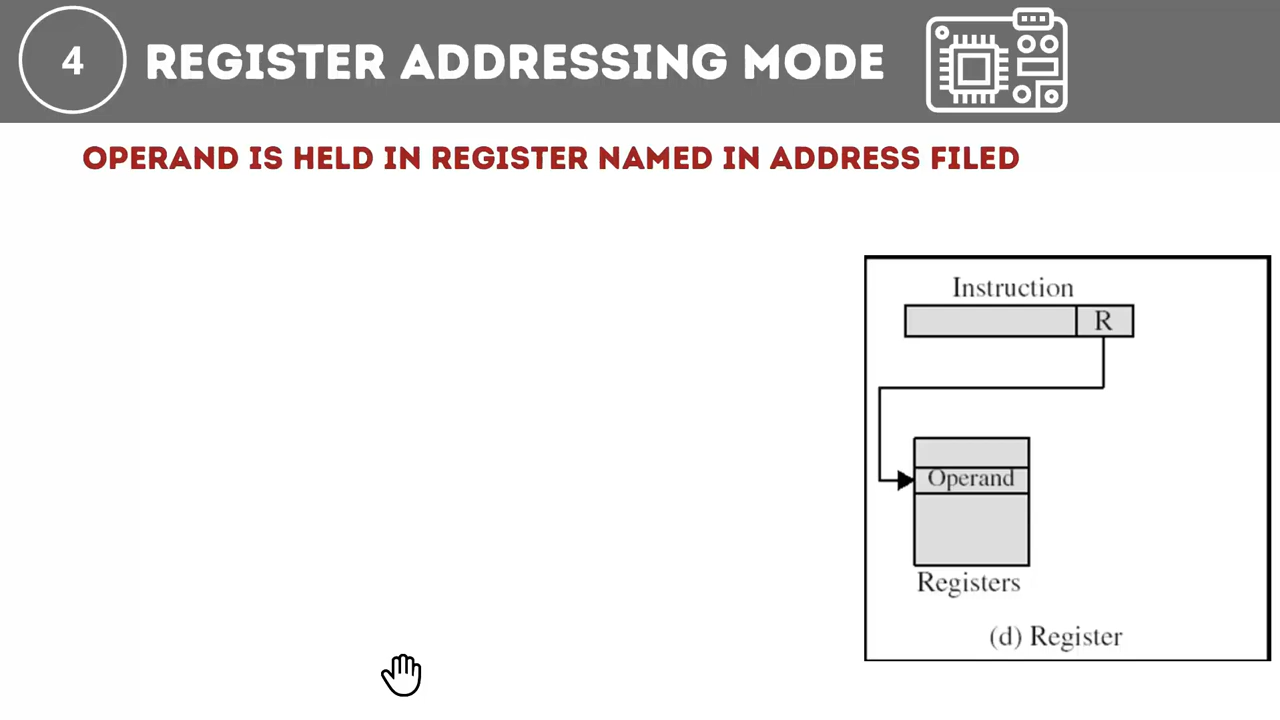 4
REGISTER ADDRESSING MODE
OPERAND IS HELD IN REGISTER NAMED IN ADDRESS FILED
Instruction
R
Operand
Registers
(d) Register